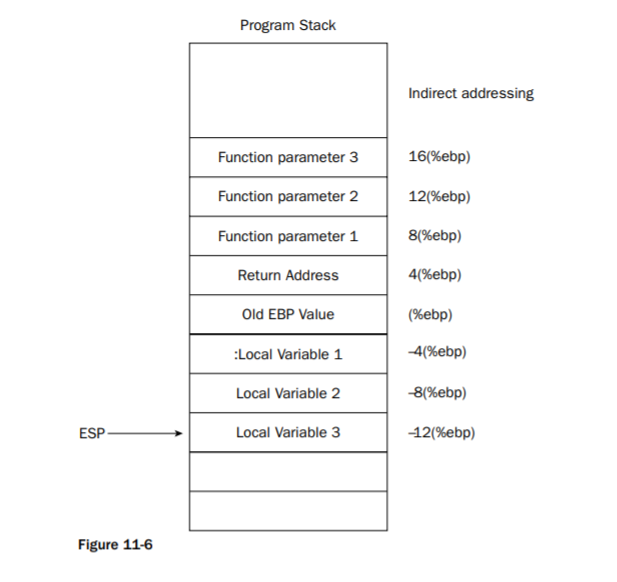 Program Stack
Indirect addressing
Function parameter 3 16(%ebp)
Function parameter 2 12(%ebp)
Function parameter 1 8(%ebp)
Return Address 4(%ebp)
Old EBP Value (%ebp)
:Local Variable 1 –4(%ebp)
Local Variable 2 –8(%ebp)
ESP Local Variable 3 –12(%ebp)
Figure 11-6